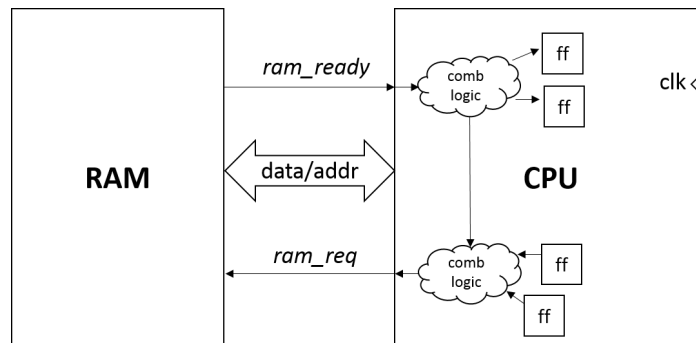 ram_ready
comb
logic
ff
ff
clk
RAM
data/addr
CPU
ram_req
comb
logic
ff
ff